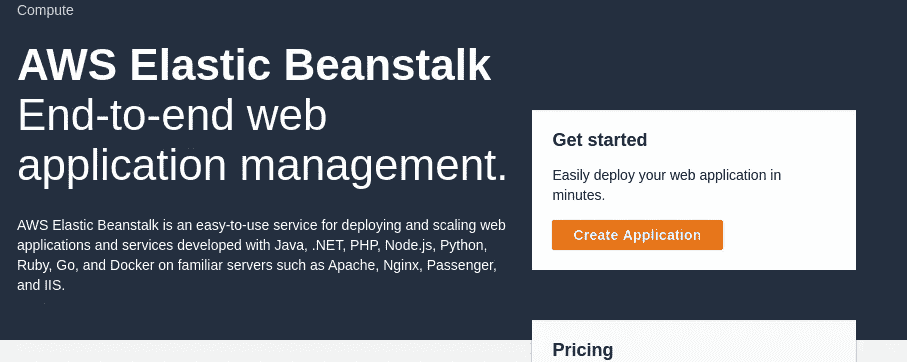 Compute
AWS Elastic Beanstalk
End-to-end web
application management.
AWS Elastic Beanstalk is an easy-to-use service for deploying and scaling web
applications and services developed with Java, .NET, PHP, Node.js, Python,
Ruby, Go, and Docker on familiar servers such as Apache, Nginx, Passenger,
and IIS.
Get started
Easily deploy your web application in
minutes.
Create Application
Pricing